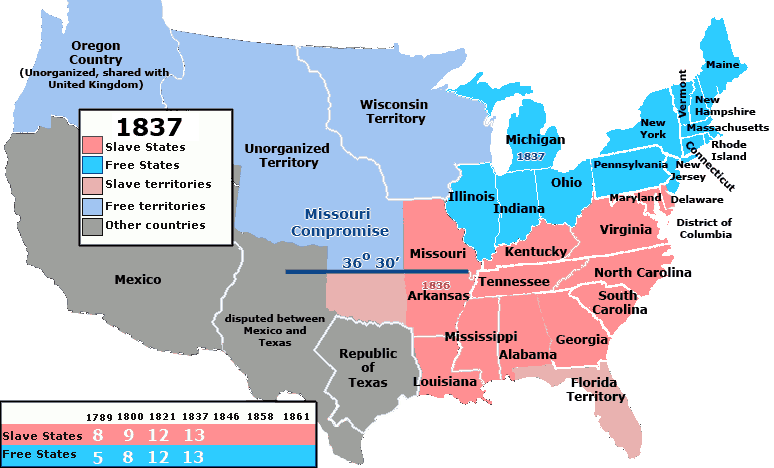 Oregon
Country
(Unorganized, shared with
United Kingdom)
1837
Slave States
Free States
Slave territories
Free territories
Other countries
Unorganized
Territory
Wisconsin
Territory
Michigan
1837
Maine
Vermont
New
Hampshire
New
York
Massachusetts
Rhode
Island
Connecticut
Pennsylvania
New
Jersey
Illinois
Indiana
Ohio
Maryland
Delaware
District of
Columbia
Missouri
Compromise
36° 30′
Missouri
Kentucky
Virginia
Mexico
1836
Arkansas
Tennessee
North Carolina
South
Carolina
disputed between
Mexico and
Texas
Republic
of
Texas
Mississippi
Alabama
Georgia
Louisiana
Florida
Territory
1789 1800 1821 1837 1846 1858 1861
Slave States 8 9 12 13
Free States 5 8 12 13